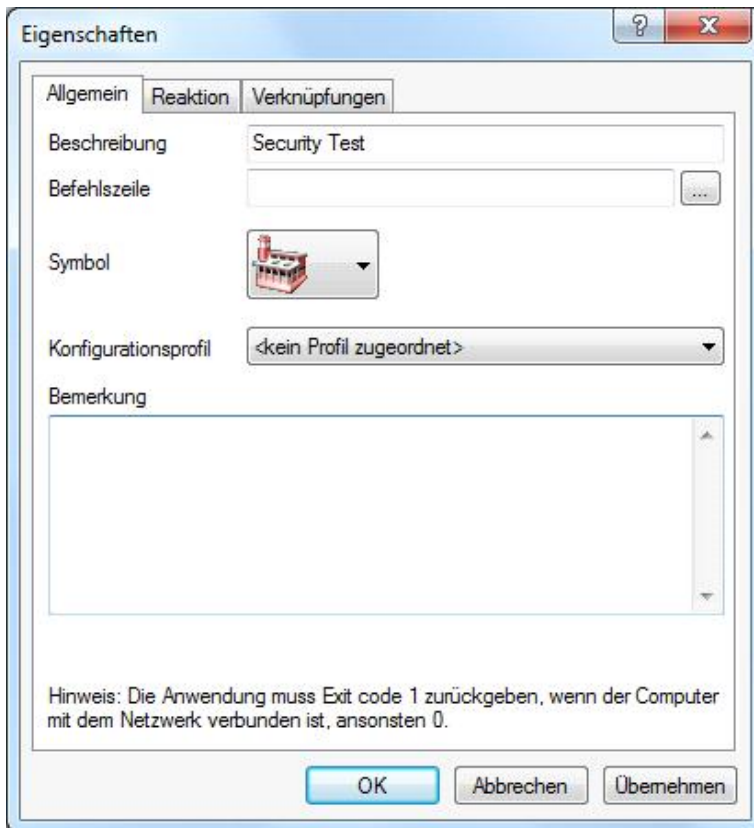 Eigenschaften
Allgemein Reaktion Verknüpfungen
Beschreibung Security Test
Befehlszeile ...
Symbol
Konfigurationsprofil <kein Profil zugeordnet>
Bemerkung
Hinweis: Die Anwendung muss Exit code 1 zurückgeben, wenn der Computer
mit dem Netzwerk verbunden ist, ansonsten 0.
OK Abbrechen Übernehmen